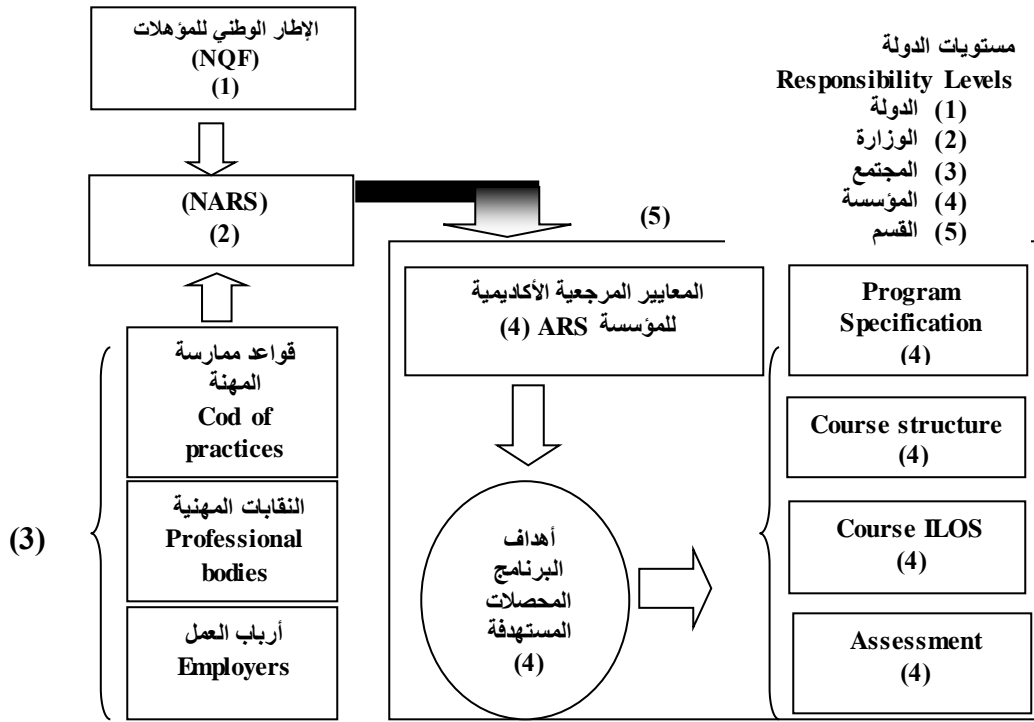 الإطار الوطني للمؤهلات
(NQF)
(1)
مستويات الدولة
Responsibility Levels
(1) الدولة
(2) الوزارة
(3) المجتمع
(4) المؤسسة
(5) القسم
(NARS)
(2)
(5)
المعايير المرجعية الأكاديمية
للمؤسسة ARS (4)
Program
Specification
(4)
قواعد ممارسة
المهنة
Cod of
practices
Course structure
(4)
(3)
النقابات المهنية
Professional
bodies
أهداف
البرنامج
المحصلات
المستهدفة
(4)
Course ILOS
(4)
أرباب العمل
Employers
Assessment
(4)